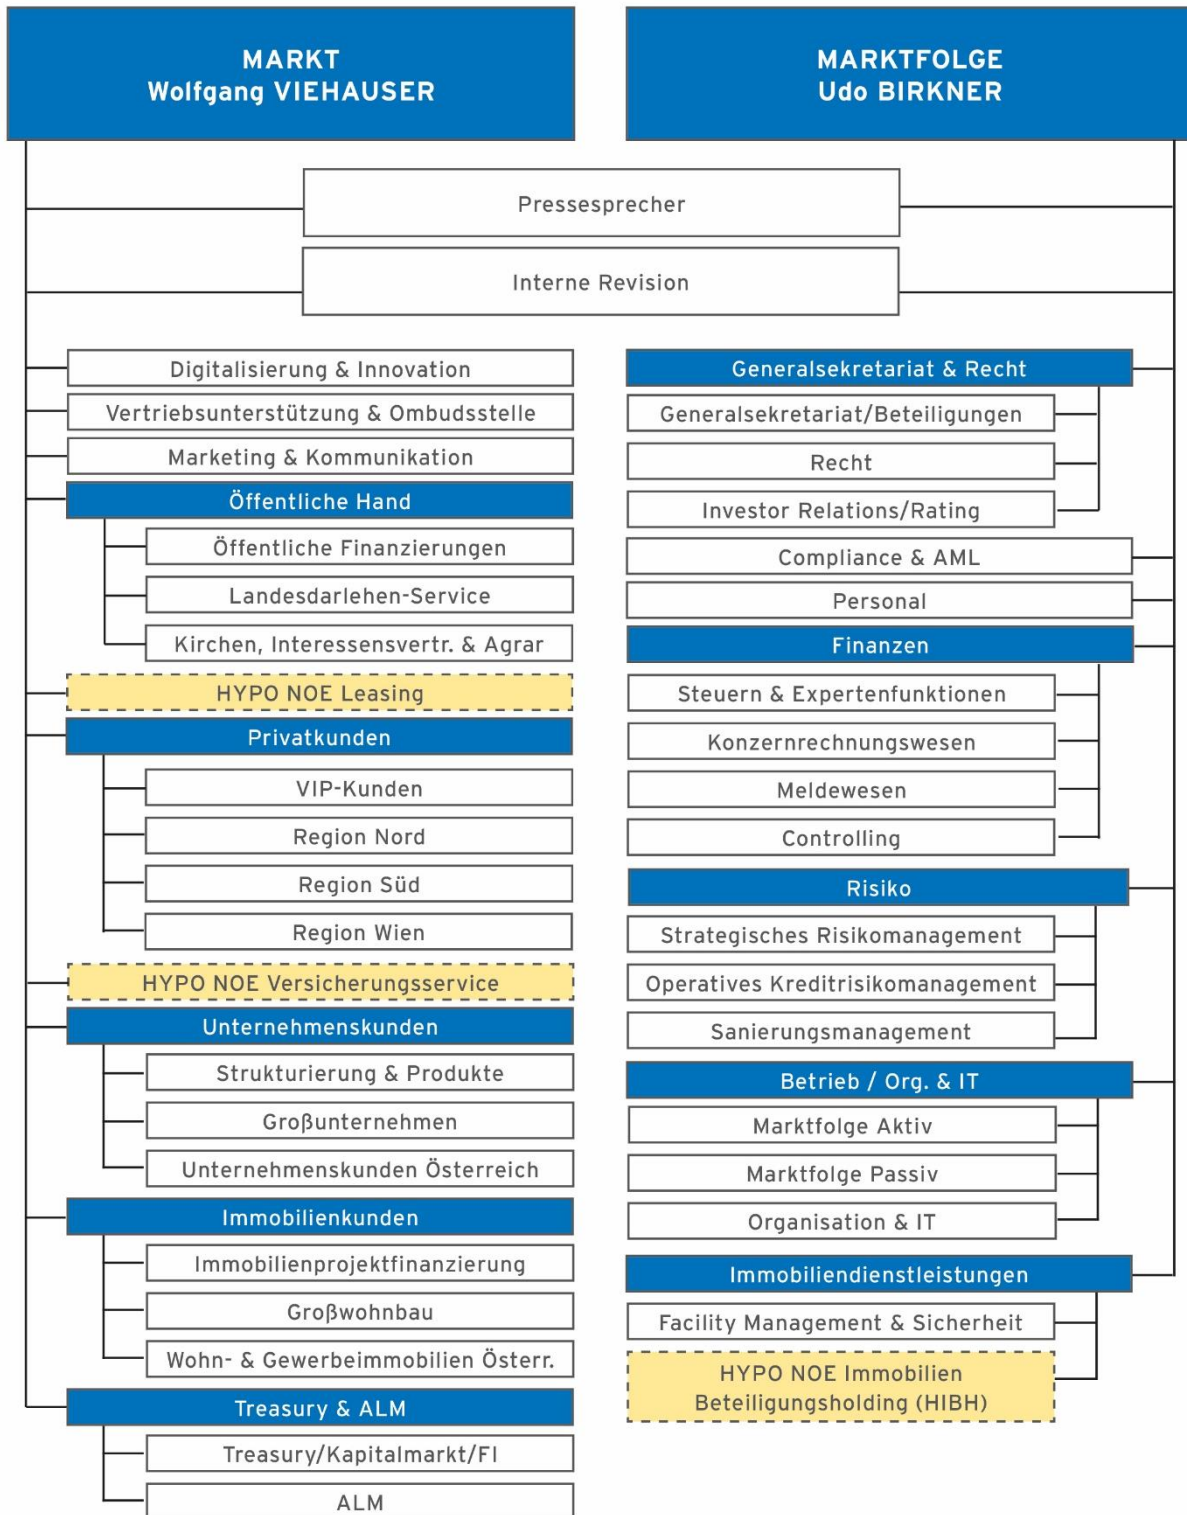 MARKT
Wolfgang VIEHAUSER
MARKTFOLGE
Udo BIRKNER
Pressesprecher
Interne Revision
Digitalisierung & Innovation
Vertriebsunterstützung & Ombudsstelle
Marketing & Kommunikation
Öffentliche Hand
Öffentliche Finanzierungen
Landesdarlehen-Service
Kirchen, Interessensvertr. & Agrar
HYPO NOE Leasing
Privatkunden
VIP-Kunden
Region Nord
Region Süd
Region Wien
HYPO NOE Versicherungsservice
Unternehmenskunden
Strukturierung & Produkte
Großunternehmen
Unternehmenskunden Österreich
Immobilienkunden
Immobilienprojektfinanzierung
Großwohnbau
Wohn- & Gewerbeimmobilien Österr.
Treasury & ALM
Treasury/Kapitalmarkt/FI
ALM
Generalsekretariat & Recht
Generalsekretariat/Beteiligungen
Recht
Investor Relations/Rating
Compliance & AML
Personal
Finanzen
Steuern & Expertenfunktionen
Konzernrechnungswesen
Meldewesen
Controlling
Risiko
Strategisches Risikomanagement
Operatives Kreditrisikomanagement
Sanierungsmanagement
Betrieb / Org. & IT
Marktfolge Aktiv
Marktfolge Passiv
Organisation & IT
Immobiliendienstleistungen
Facility Management & Sicherheit
HYPO NOE Immobilien
Beteiligungsholding (HIBH)